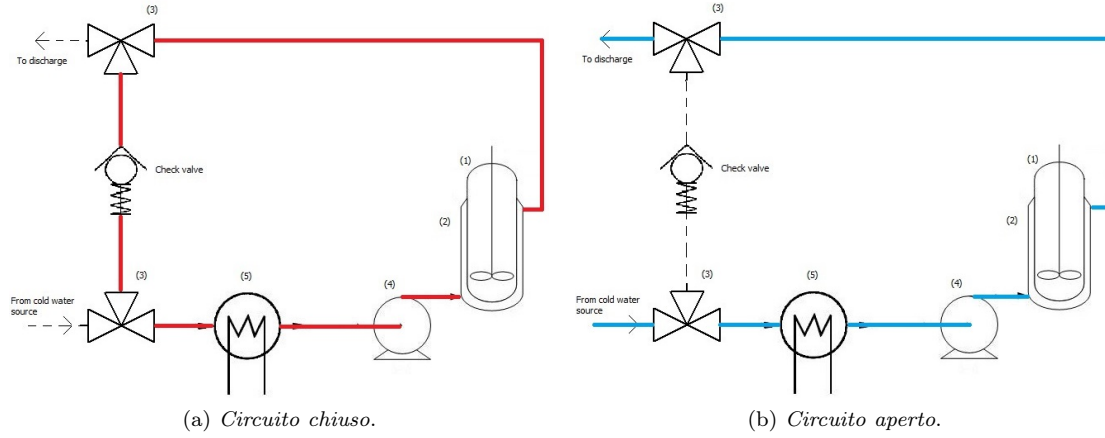 (3)
To discharge
Check valve
(1)
(2)
(3)
(5)
(4)
From cold water
source
(a) Circuito chiuso.
(3)
To discharge
Check valve
(1)
(2)
(3)
(5)
(4)
From cold water
source
(b) Circuito aperto.